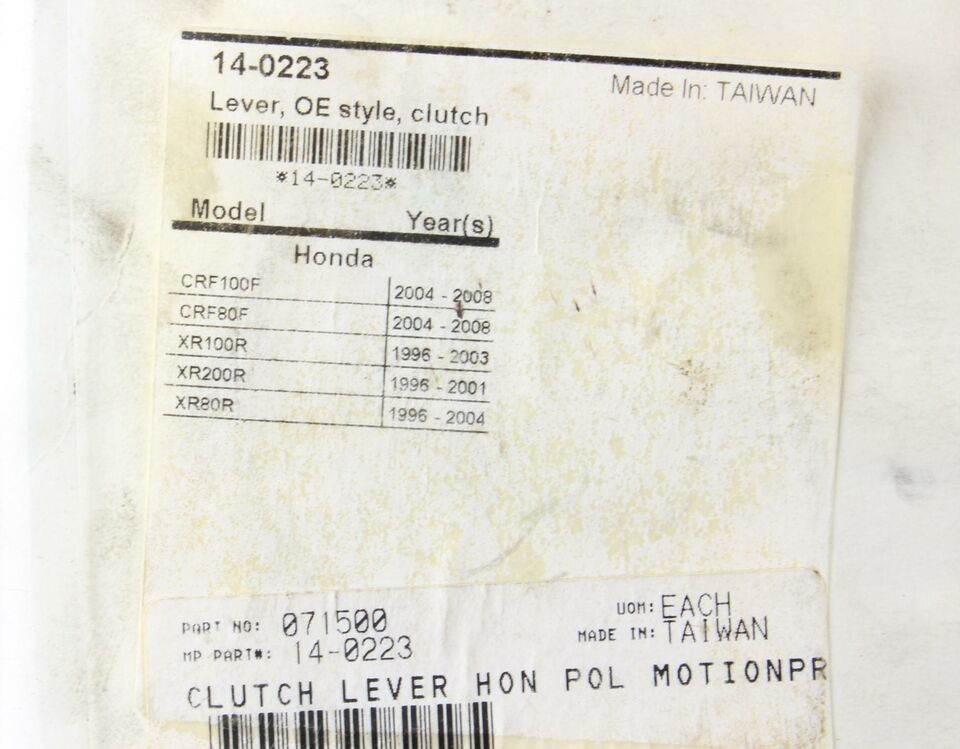 14-0223
Made In: TAIWAN
Lever, OE style, clutch
*14-0223*
Model Year(s)
Honda
CRF100F 2004 - 2008
CRF80F 2004 - 2008
XR100R 1996 - 2003
XR200R 1996 - 2001
XR80R 1996 - 2004
PART NO: 071500 UOM: EACH
MP PART#: 14-0223 MADE IN: TAIWAN
CLUTCH LEVER HON POL MOTIONPR